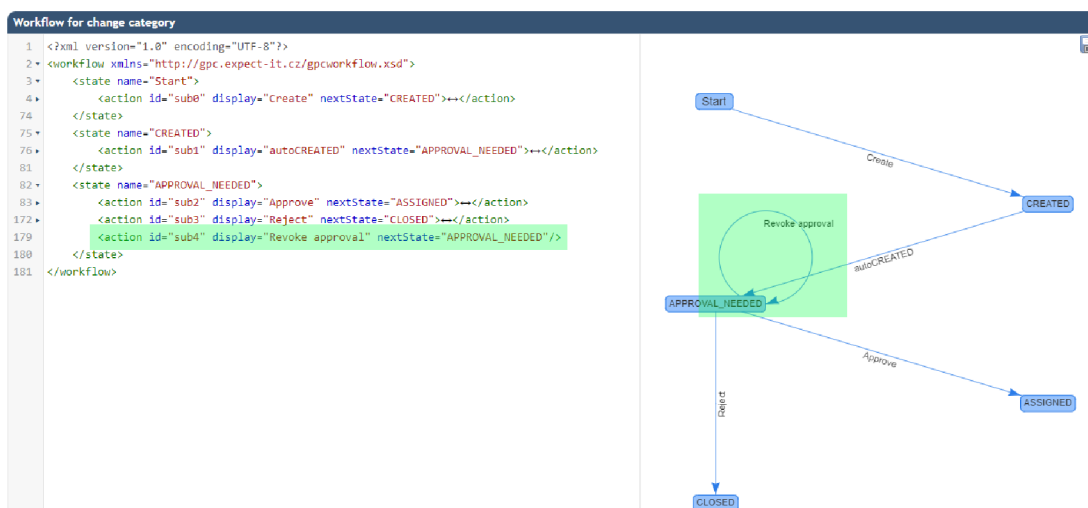 Workflow for change category
1 <?xml version="1.0" encoding="UTF-8"?>
2 <workflow xmlns="http://gpc.expect-it.cz/gpcworkflow.xsd">
3 <state name="Start">
4 <action id="sub0" display="Create" nextState="CREATED">↔</action>
74 </state>
75 <state name="CREATED">
76 <action id="sub1" display="autoCREATED" nextState="APPROVAL_NEEDED">↔</action>
81 </state>
82 <state name="APPROVAL_NEEDED">
83 <action id="sub2" display="Approve" nextState="ASSIGNED">↔</action>
172 <action id="sub3" display="Reject" nextState="CLOSED">↔</action>
179 <action id="sub4" display="Revoke approval" nextState="APPROVAL_NEEDED"/>
180 </state>
181 </workflow>
Start
Create
CREATED
Revoke approval
autoCREATED
APPROVAL_NEEDED
Approve
Reject
ASSIGNED
CLOSED